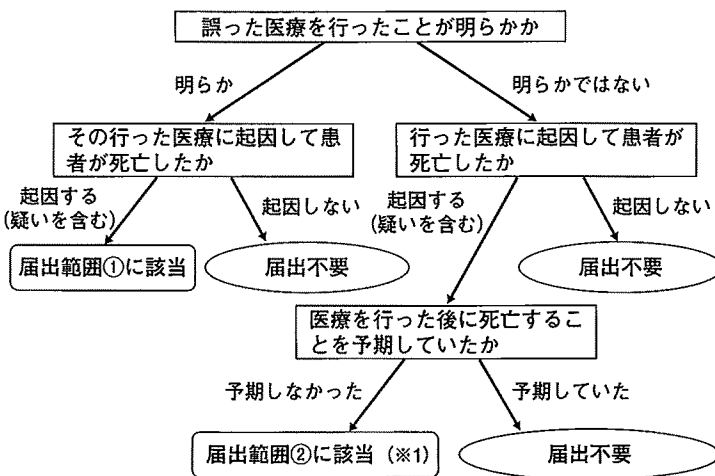 誤った医療を行ったことが明らかか
明らか
明らかではない
その行った医療に起因して患
者が死亡したか
行った医療に起因して患者が
死亡したか
起因する
(疑いを含む)
起因しない
起因する
(疑いを含む)
起因しない
届出範囲①に該当
届出不要
届出不要
医療を行った後に死亡するこ
とを予期していたか
予期しなかった
予期していた
届出範囲②に該当 (※1)
届出不要